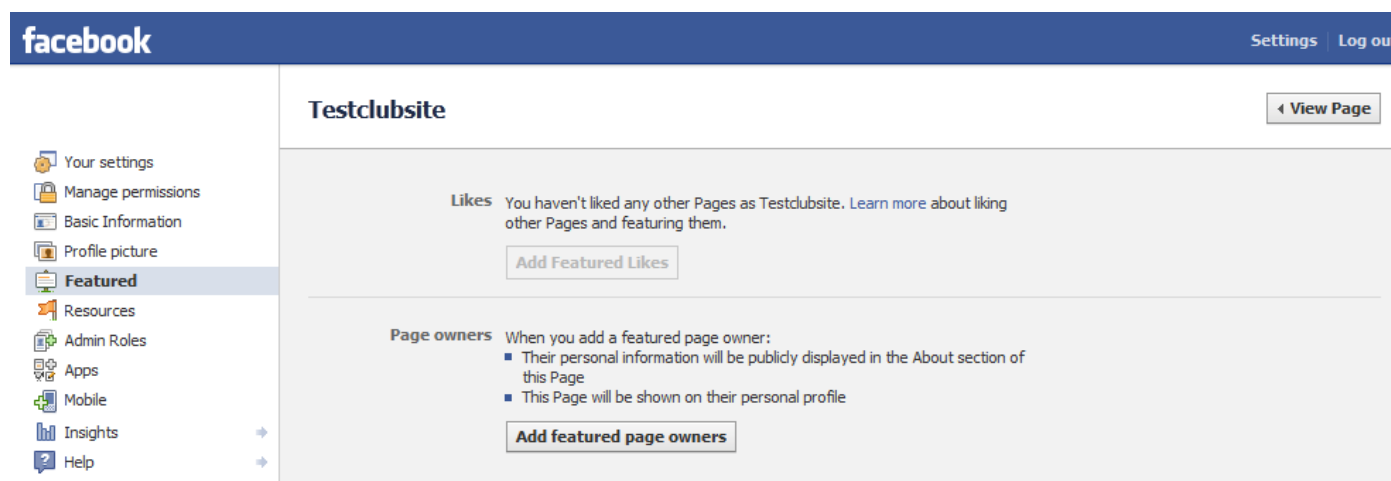 facebook
Settings
Log ou
Testclubsite
View Page
Your settings
Manage permissions
Basic Information
Profile picture
Featured
Resources
Admin Roles
Apps
Mobile
Insights
Help
Likes
You haven't liked any other Pages as Testclubsite. Learn more about liking
other Pages and featuring them.
Add Featured Likes
Page owners
When you add a featured page owner:
Their personal information will be publicly displayed in the About section of
this Page
This Page will be shown on their personal profile
Add featured page owners